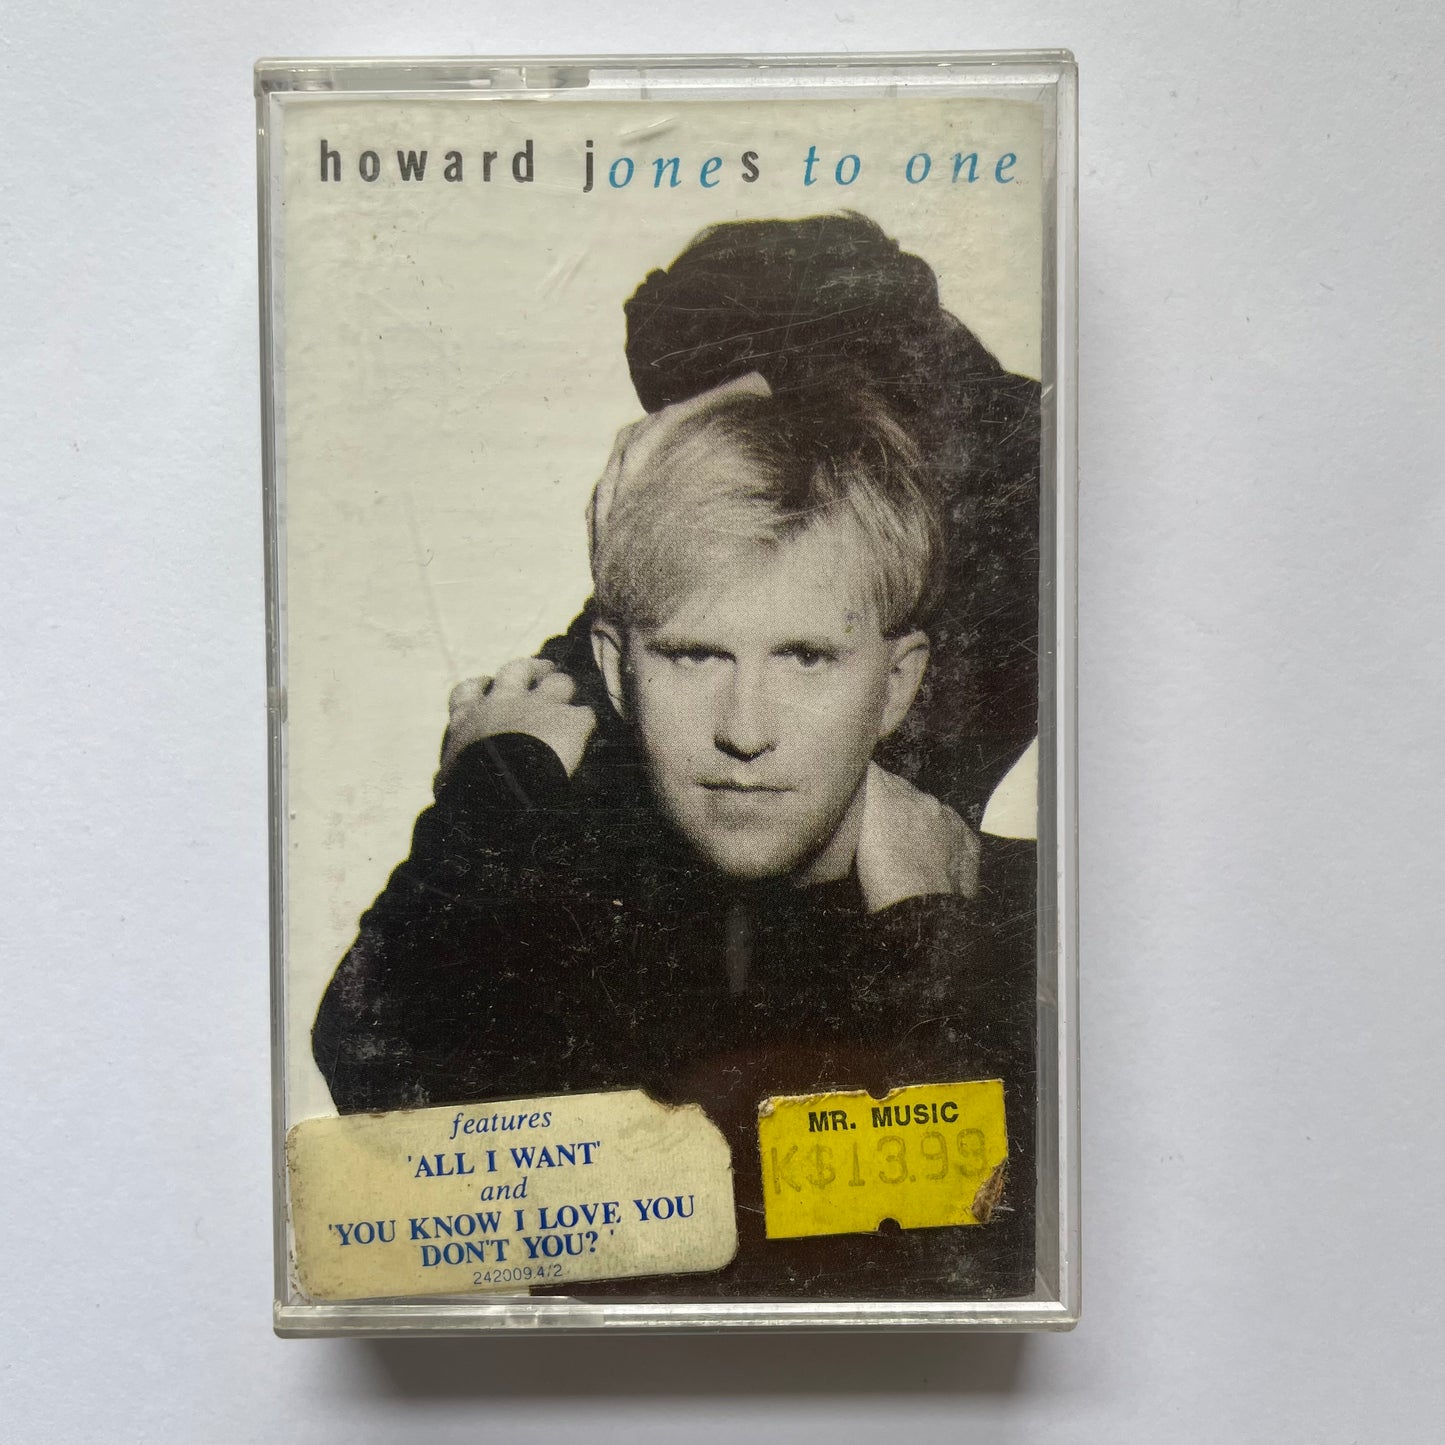 howard jones to one
features
'ALL I WANT'
and
'YOU KNOW I LOVE YOU
DON'T YOU?'
242009.4/2
MR. MUSIC
K$13.99